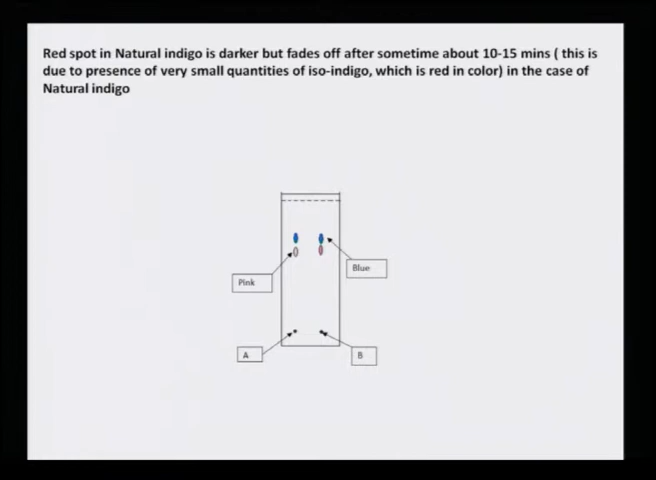 Red spot in Natural indigo is darker but fades off after sometime about 10-15 mins ( this is
due to presence of very small quantities of iso-indigo, which is red in color) in the case of
Natural indigo
Blue
Pink
A
B